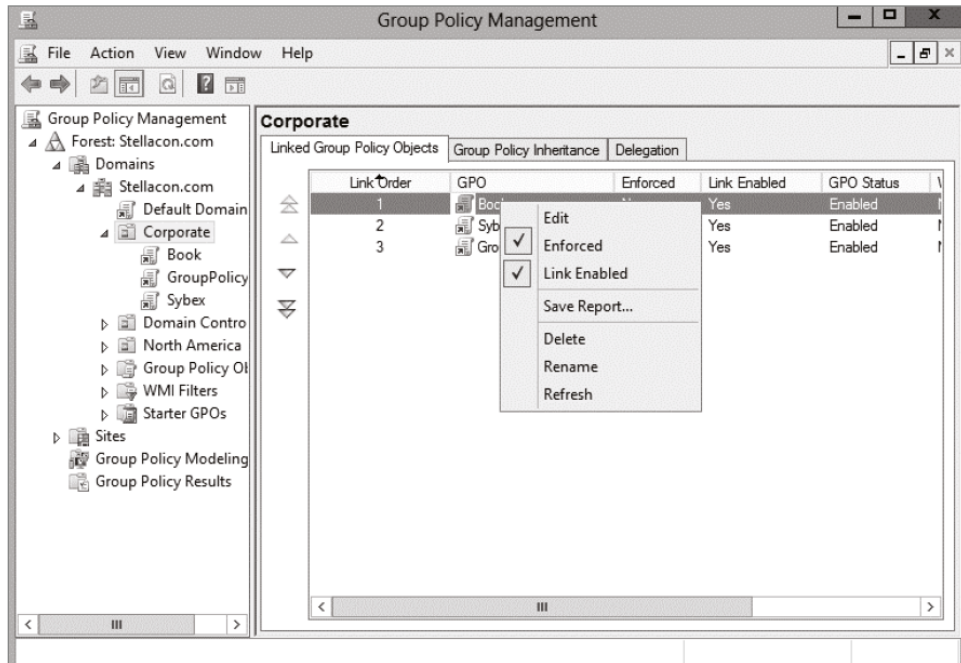 Group Policy Management
File Action View Window Help
Group Policy Management
Forest: Stellacon.com
Domains
Stellacon.com
Default Domain
Corporate
Book
GroupPolicy
Sybex
Domain Contro
North America
Group Policy Ob
WMI Filters
Starter GPOs
Sites
Group Policy Modeling
Group Policy Results
Corporate
Linked Group Policy Objects Group Policy Inheritance Delegation
Link Order GPO Enforced Link Enabled GPO Status
1 Yes Enabled
2 Syb Yes Enabled
3 Gro Yes Enabled
Edit
Enforced
Link Enabled
Save Report...
Delete
Rename
Refresh